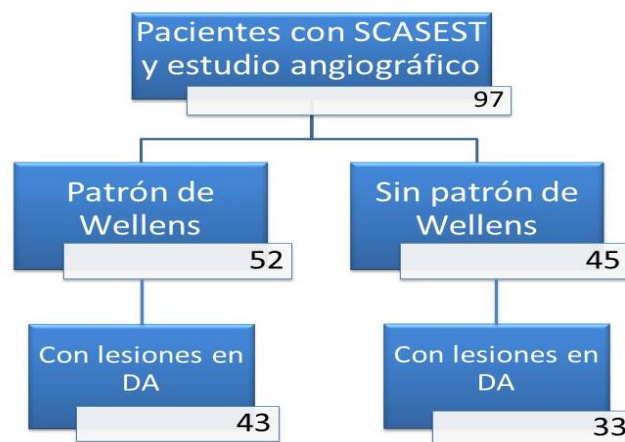 Pacientes con SCASEST
y estudio angiográfico
97
Patrón de
Wellens
52
Sin patrón de
Wellens
45
Con lesiones en
DA
43
Con lesiones en
DA
33